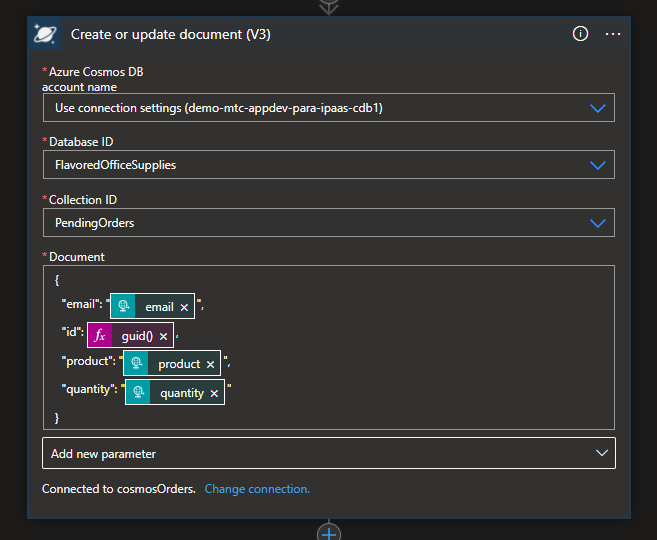 Create or update document (V3)
* Azure Cosmos DB
account name
Use connection settings (demo-mtc-appdev-para-ipaas-cdb1)
* Database ID
FlavoredOfficeSupplies
* Collection ID
PendingOrders
* Document
{
"email": "email ×",
"id": fx guid() ×,
"product": "product ×",
"quantity": "quantity ×"
}
Add new parameter
Connected to cosmosOrders. Change connection.